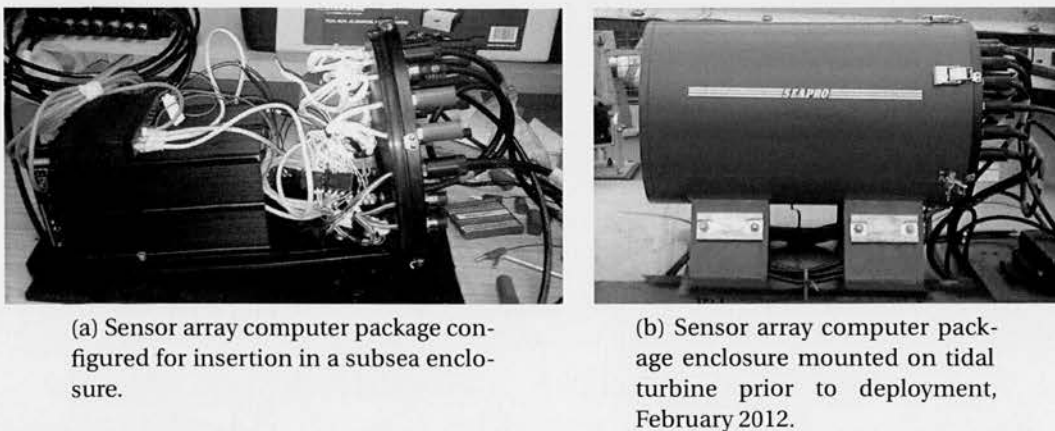 SEAPRO
(a) Sensor array computer package con-
figured for insertion in a subsea enclo-
sure.
(b) Sensor array computer pack-
age enclosure mounted on tidal
turbine prior to deployment,
February 2012.